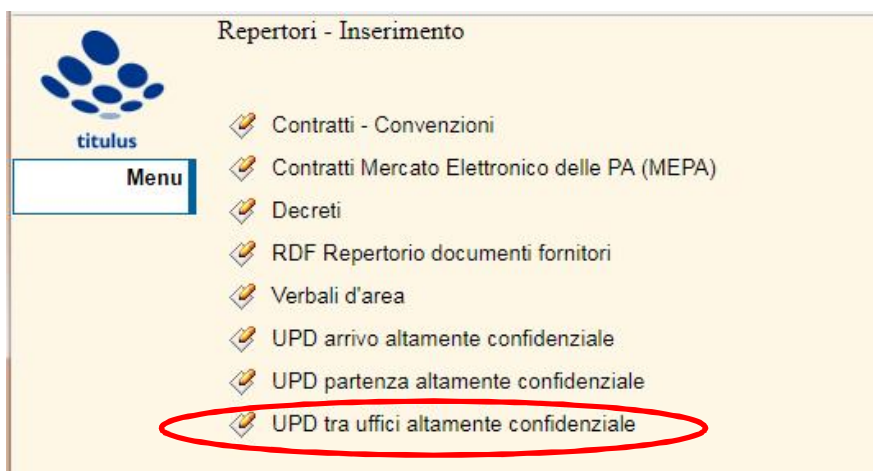 Repertori - Inserimento
titulus
Menu
Contratti - Convenzioni
Contratti Mercato Elettronico delle PA (MEPA)
Decreti
RDF Repertorio documenti fornitori
Verbali d'area
UPD arrivo altamente confidenziale
UPD partenza altamente confidenziale
UPD tra uffici altamente confidenziale